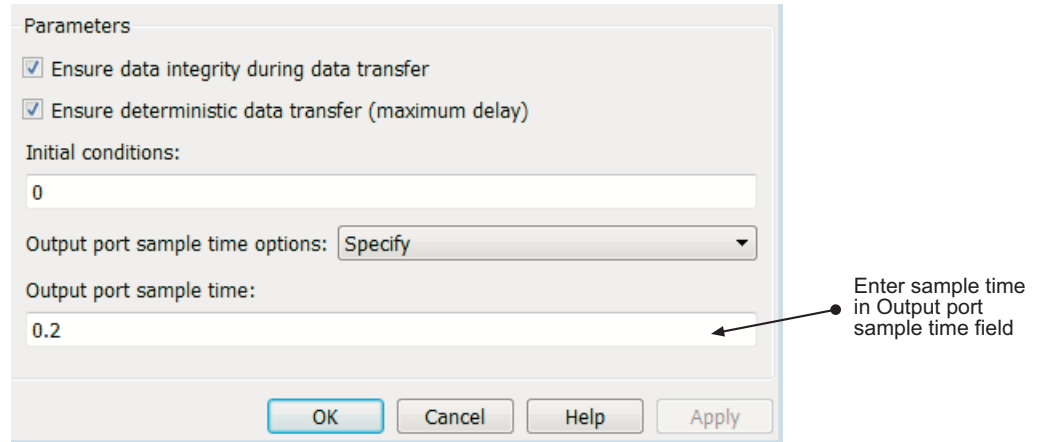 Parameters
Ensure data integrity during data transfer
Ensure deterministic data transfer (maximum delay)
Initial conditions:
0
Output port sample time options: Specify
Output port sample time:
0.2
Enter sample time
in Output port
sample time field
OK Cancel Help Apply